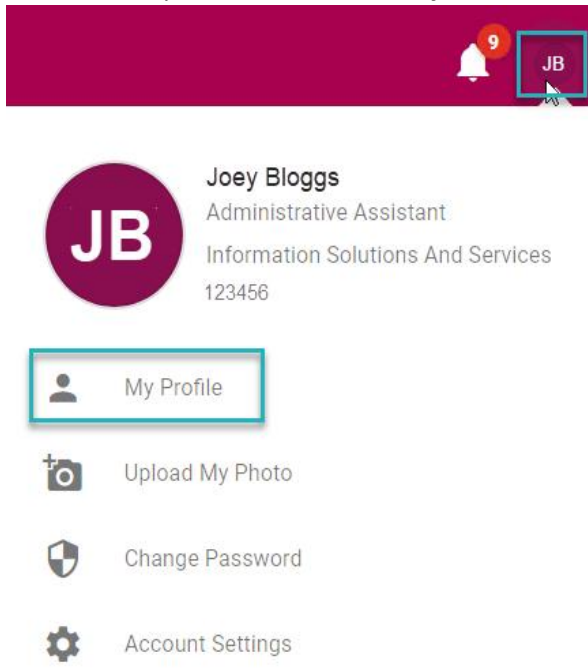 9
JB
JB
Joey Bloggs
Administrative Assistant
Information Solutions And Services
123456
My Profile
Upload My Photo
Change Password
Account Settings